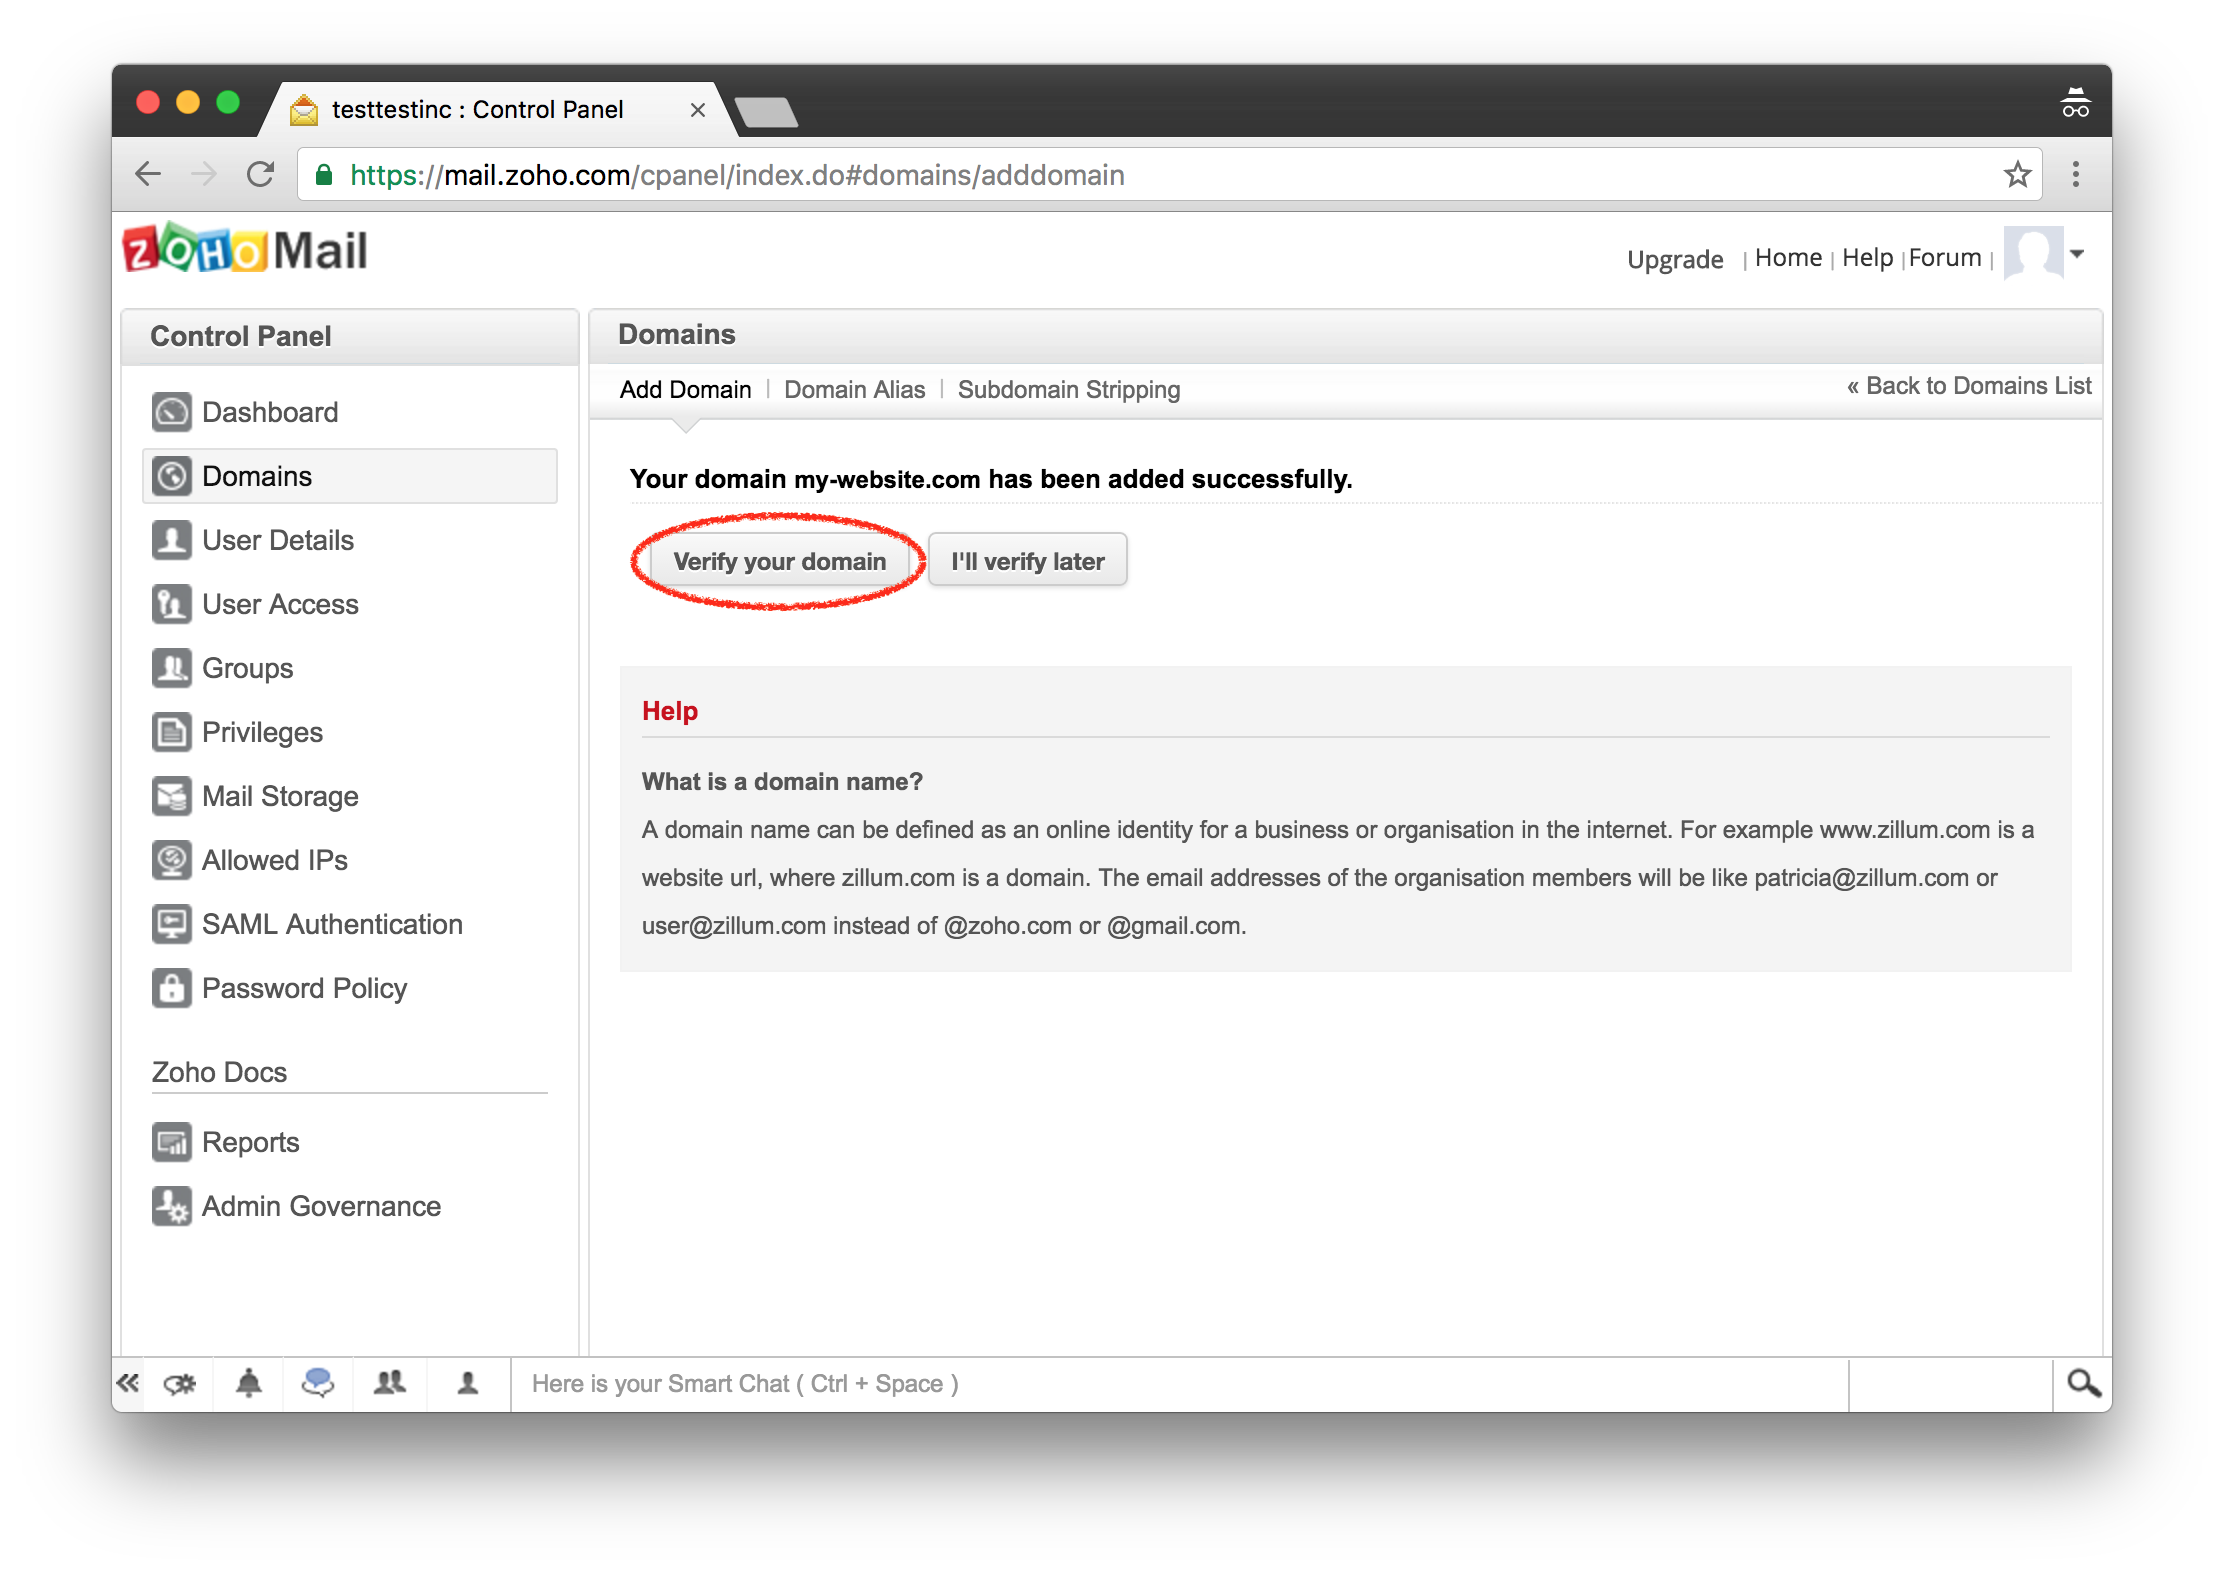 testtestinc : Control Panel
https://mail.zoho.com/cpanel/index.do#domains/adddomain
ZOHO Mail
Upgrade | Home | Help | Forum |
Control Panel
Dashboard
Domains
User Details
User Access
Groups
Privileges
Mail Storage
Allowed IPs
SAML Authentication
Password Policy
Zoho Docs
Reports
Admin Governance
Domains
Add Domain | Domain Alias | Subdomain Stripping
« Back to Domains List
Your domain my-website.com has been added successfully.
Verify your domain
I'll verify later
Help
What is a domain name?
A domain name can be defined as an online identity for a business or organisation in the internet. For example www.zillum.com is a
website url, where zillum.com is a domain. The email addresses of the organisation members will be like patricia@zillum.com or
user@zillum.com instead of @zoho.com or @gmail.com.
Here is your Smart Chat ( Ctrl + Space )